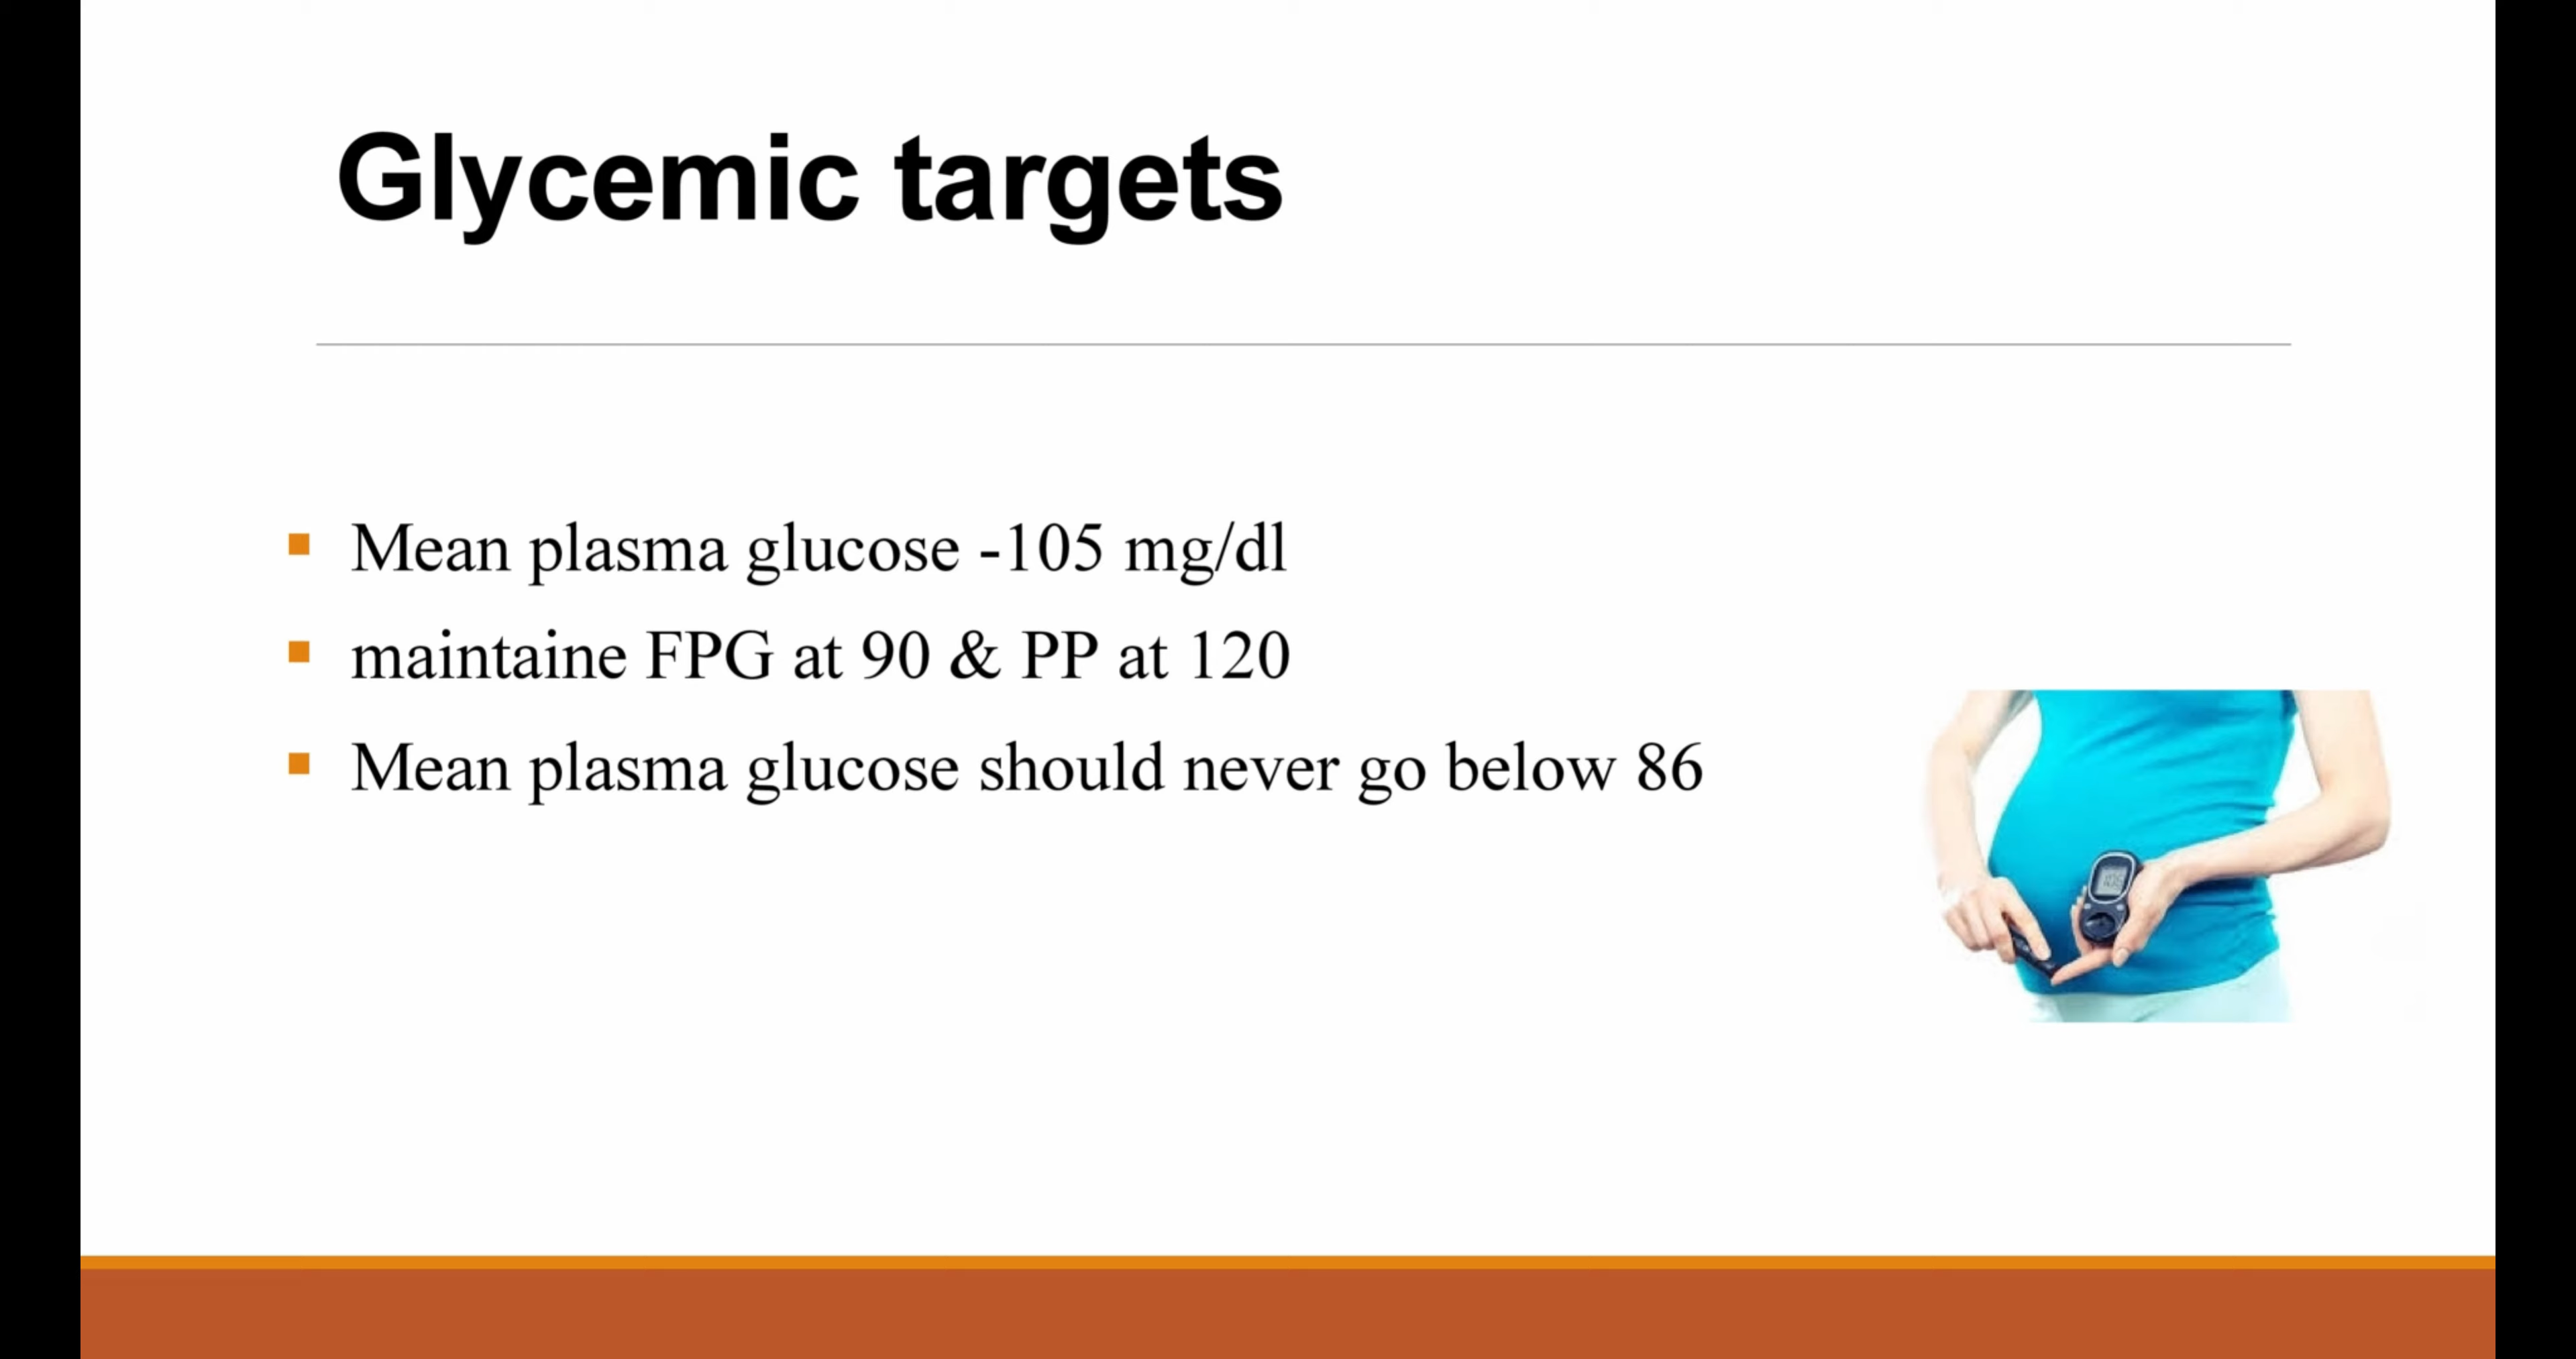 Glycemic targets
Mean plasma glucose -105 mg/dl
maintaine FPG at 90 & PP at 120
Mean plasma glucose should never go below 86